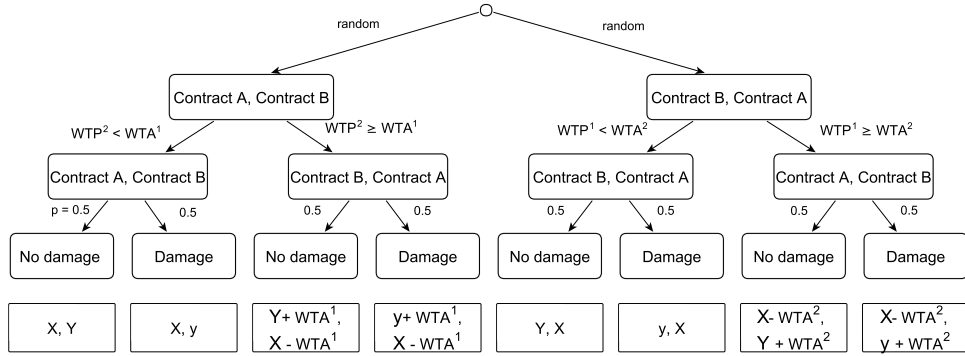 random
random
Contract A, Contract B
Contract B, Contract A
WTP² < WTA¹
WTP² ≥ WTA¹
WTP¹ < WTA²
WTP¹ ≥ WTA²
Contract A, Contract B
Contract B, Contract A
Contract B, Contract A
Contract A, Contract B
p = 0.5
0.5
0.5
0.5
0.5
0.5
0.5
0.5
No damage
Damage
No damage
Damage
No damage
Damage
No damage
Damage
X, Y
X, y
Y+ WTA¹,
X - WTA¹
y+ WTA¹,
X - WTA¹
Y, X
y, X
X- WTA²,
Y + WTA²
X- WTA²,
y + WTA²